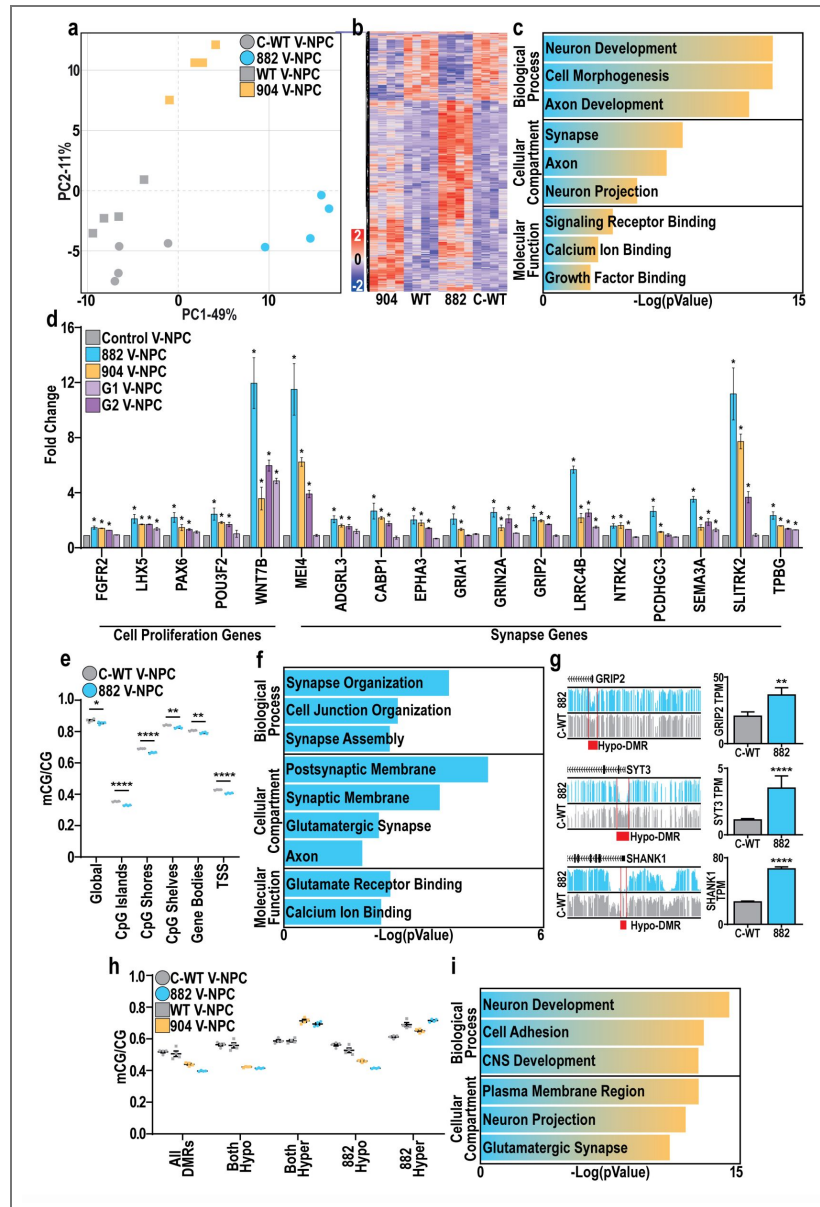 a
C-WT V-NPC
882 V-NPC
WT V-NPC
904 V-NPC
10
5
0
-5
-10
0
10
PC2-11%
PC1-49%
b
2
0
-2
904 WT 882 C-WT
c
Biological Process
Neuron Development
Cell Morphogenesis
Axon Development
Cellular Compartment
Synapse
Axon
Neuron Projection
Molecular Function
Signaling Receptor Binding
Calcium Ion Binding
Growth Factor Binding
0
-Log(pValue)
15
d
Control V-NPC
882 V-NPC
904 V-NPC
G1 V-NPC
G2 V-NPC
Fold Change
16
12
8
4
0
FGFR2
LHX5
PAX6
POU3F2
WNT7B
MEI4
ADGRL3
CABP1
EPHA3
GRIA1
GRIN2A
GRIP2
LRRC4B
NTRK2
PCDHGC3
SEMA3A
SLITRK2
TPBG
Cell Proliferation Genes
Synapse Genes
e
C-WT V-NPC
882 V-NPC
mCG/CG
1.0
0.8
0.6
0.4
0.2
0
*
****
****
**
**
****
Global
CpG Islands
CpG Shores
CpG Shelves
Gene Bodies
TSS
f
Biological Process
Synapse Organization
Cell Junction Organization
Synapse Assembly
Cellular Compartment
Postsynaptic Membrane
Synaptic Membrane
Glutamatergic Synapse
Axon
Molecular Function
Glutamate Receptor Binding
Calcium Ion Binding
0
-Log(pValue)
6
g
GRIP2
882
C-WT
Hypo-DMR
GRIP2 TPM
50
0
**
C-WT 882
SYT3
882
C-WT
Hypo-DMR
SYT3 TPM
5
0
****
C-WT 882
SHANK1
882
C-WT
Hypo-DMR
SHANK1 TPM
80
0
****
C-WT 882
h
C-WT V-NPC
882 V-NPC
WT V-NPC
904 V-NPC
mCG/CG
1.0
0.8
0.6
0.4
0.2
0.0
All DMRs
Both Hypo
Both Hyper
882 Hypo
882 Hyper
i
Biological Process
Neuron Development
Cell Adhesion
CNS Development
Cellular Compartment
Plasma Membrane Region
Neuron Projection
Glutamatergic Synapse
0
-Log(pValue)
15